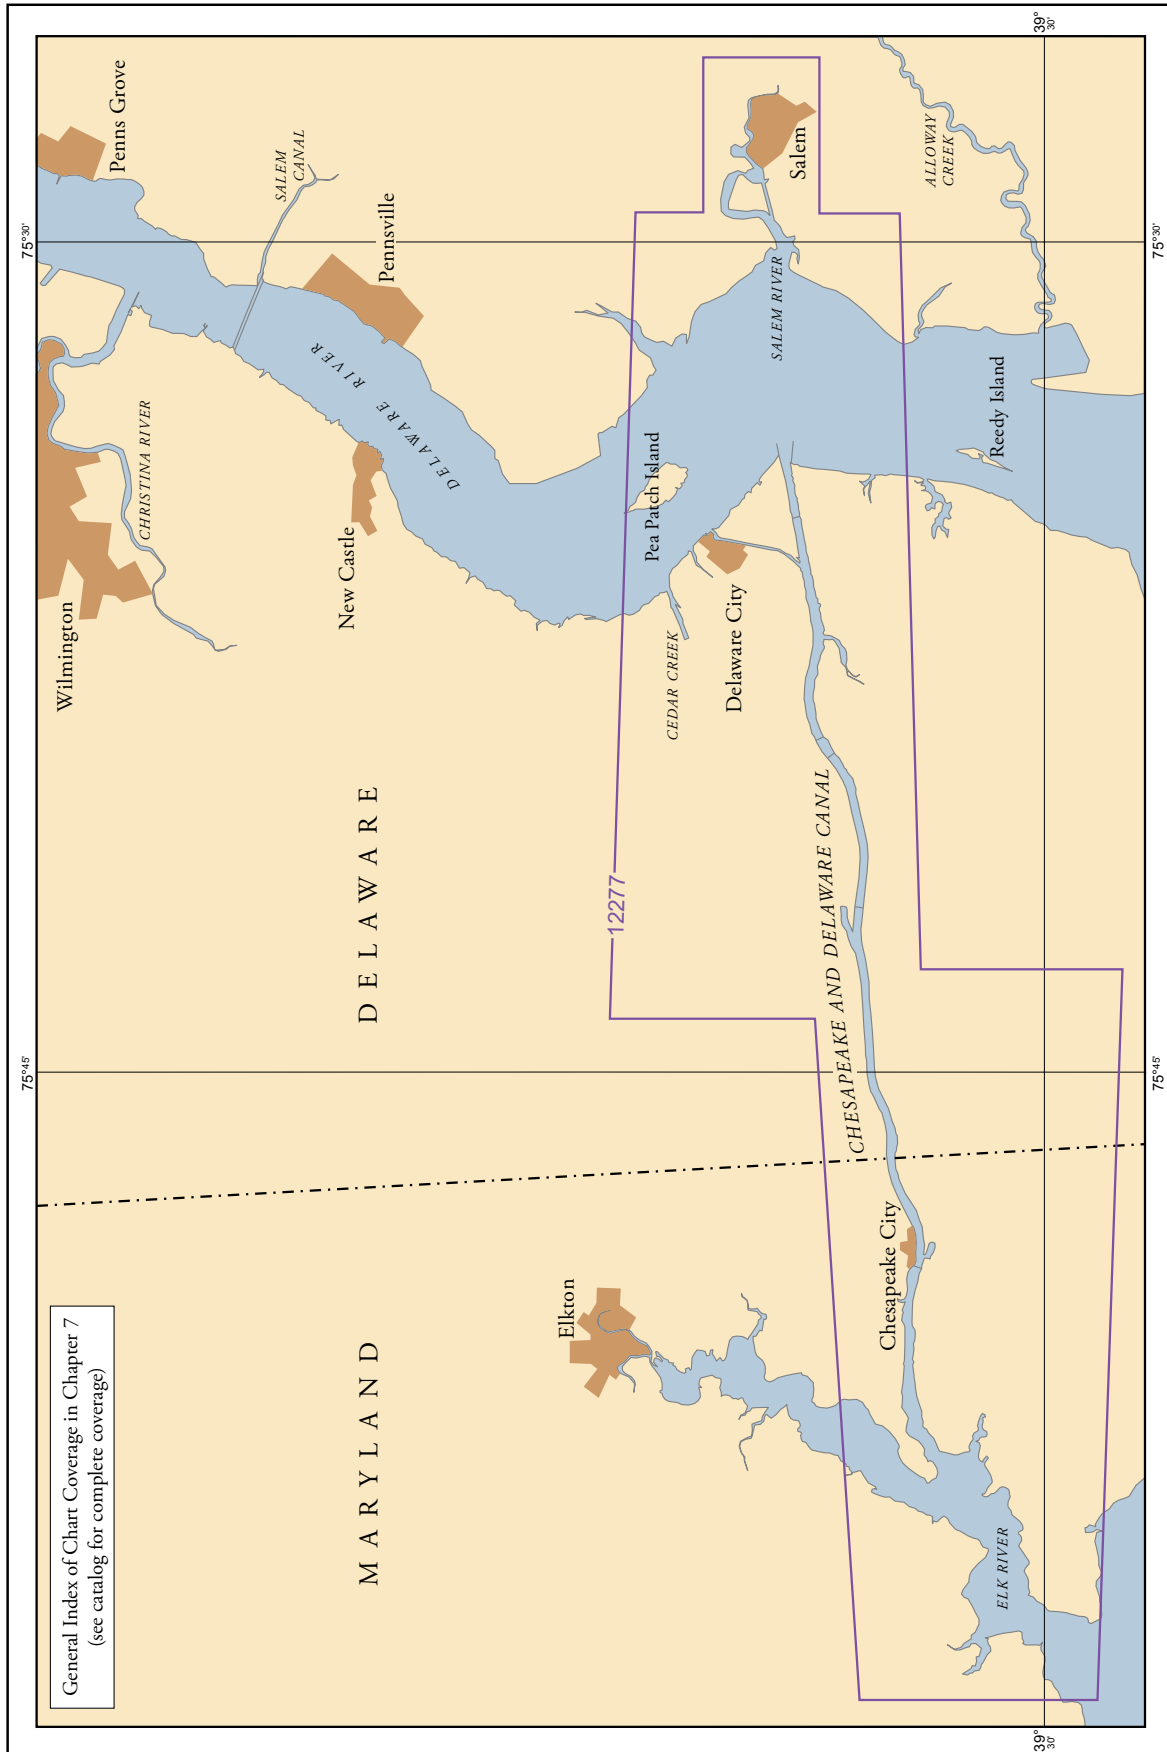 General Index of Chart Coverage in Chapter 7
(see catalog for complete coverage)
75°45'
75°30'
Wilmington
Penns Grove
CHRISTINA RIVER
SALEM
CANAL
New Castle
Pennsville
DELAWARE RIVER
MARYLAND
DELAWARE
Elkton
12277
Pea Patch Island
CEDAR CREEK
Delaware City
Salem
SALEM RIVER
CHESAPEAKE AND DELAWARE CANAL
Chesapeake City
ALLOWAY
CREEK
Reedy Island
ELK RIVER
39°
30'
39°
30'
75°45'
75°30'